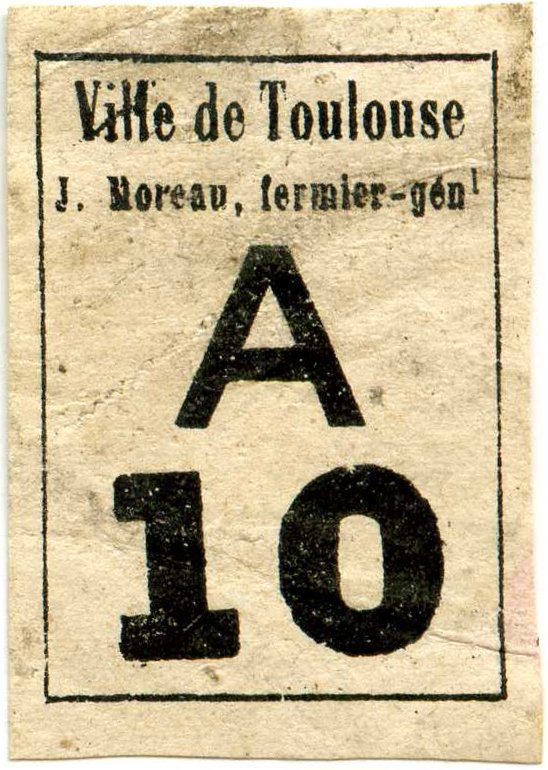 Ville de Toulouse
J. Moreau, fermier-génˡ
A
10